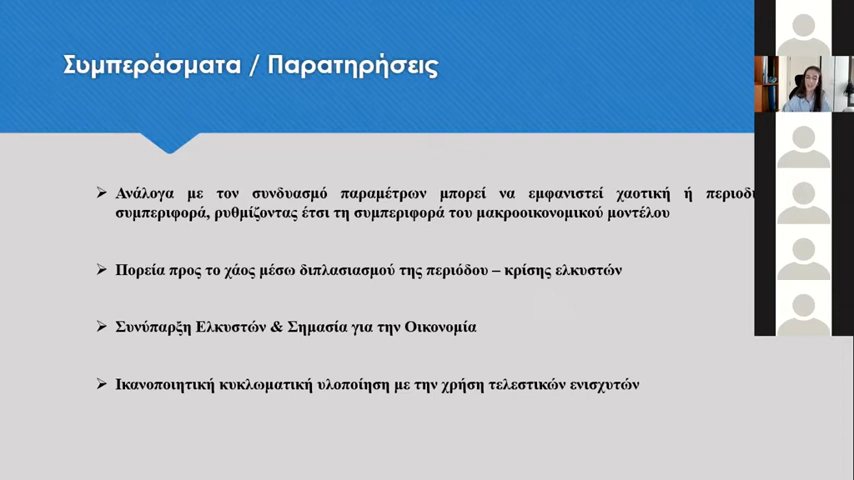 Συμπεράσματα / Παρατηρήσεις
Ανάλογα με τον συνδυασμό παραμέτρων μπορεί να εμφανιστεί χαοτική ή
συμπεριφορά, ρυθμίζοντας έτσι τη συμπεριφορά του μακροοικονομικού μοντέλου
Πορεία προς το χάος μέσω διπλασιασμού της περιόδου – κρίσης ελκυστών
Συνύπαρξη Ελκυστών & Σημασία για την Οικονομία
Ικανοποιητική κυκλωματική υλοποίηση με την χρήση τελεστικών ενισχυτών